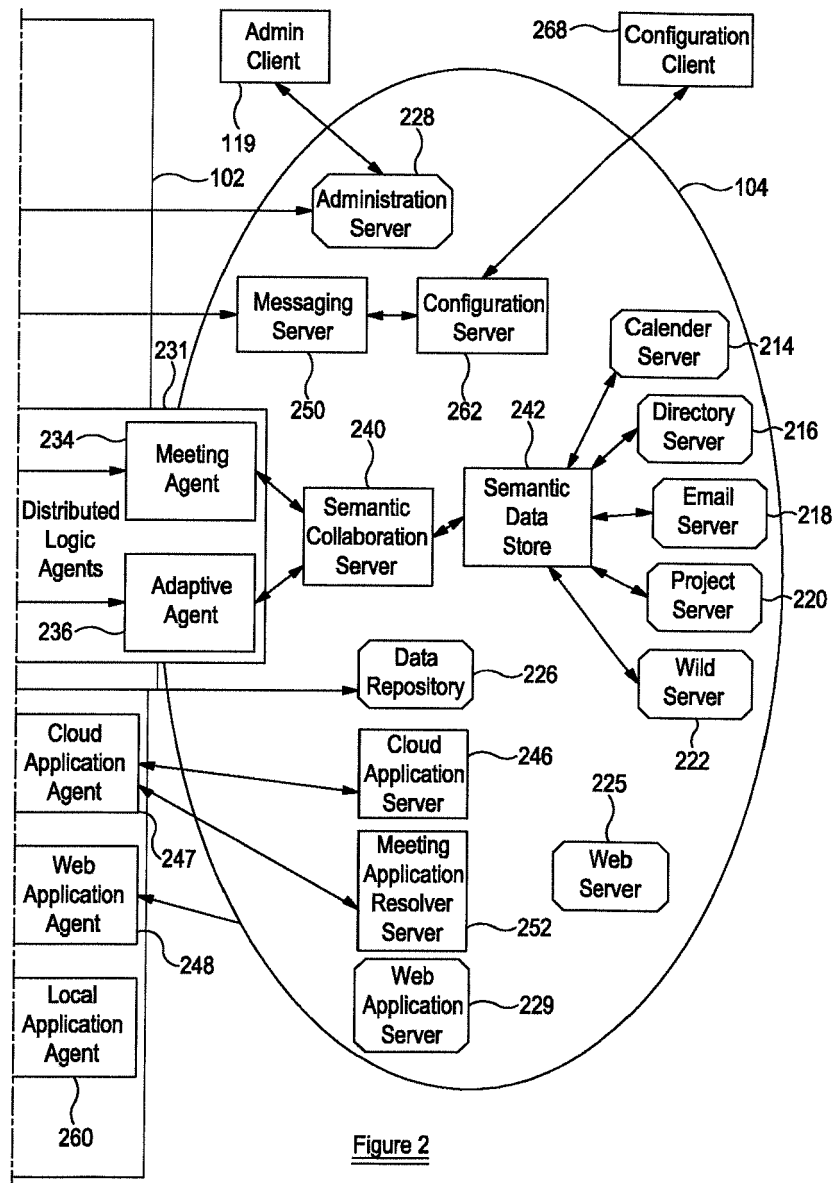 Admin
Client
119
268
Configuration
Client
228
102
104
Administration
Server
Messaging
Server
250
Configuration
Server
262
Calender
Server
214
231
234
Meeting
Agent
240
242
Directory
Server
216
Distributed
Logic
Agents
Semantic
Collaboration
Server
Semantic
Data
Store
Email
Server
218
Adaptive
Agent
236
Project
Server
220
Data
Repository
226
Wild
Server
222
Cloud
Application
Agent
247
Cloud
Application
Server
246
225
Web
Server
Web
Application
Agent
248
Meeting
Application
Resolver
Server
252
Local
Application
Agent
260
Web
Application
Server
229
Figure 2